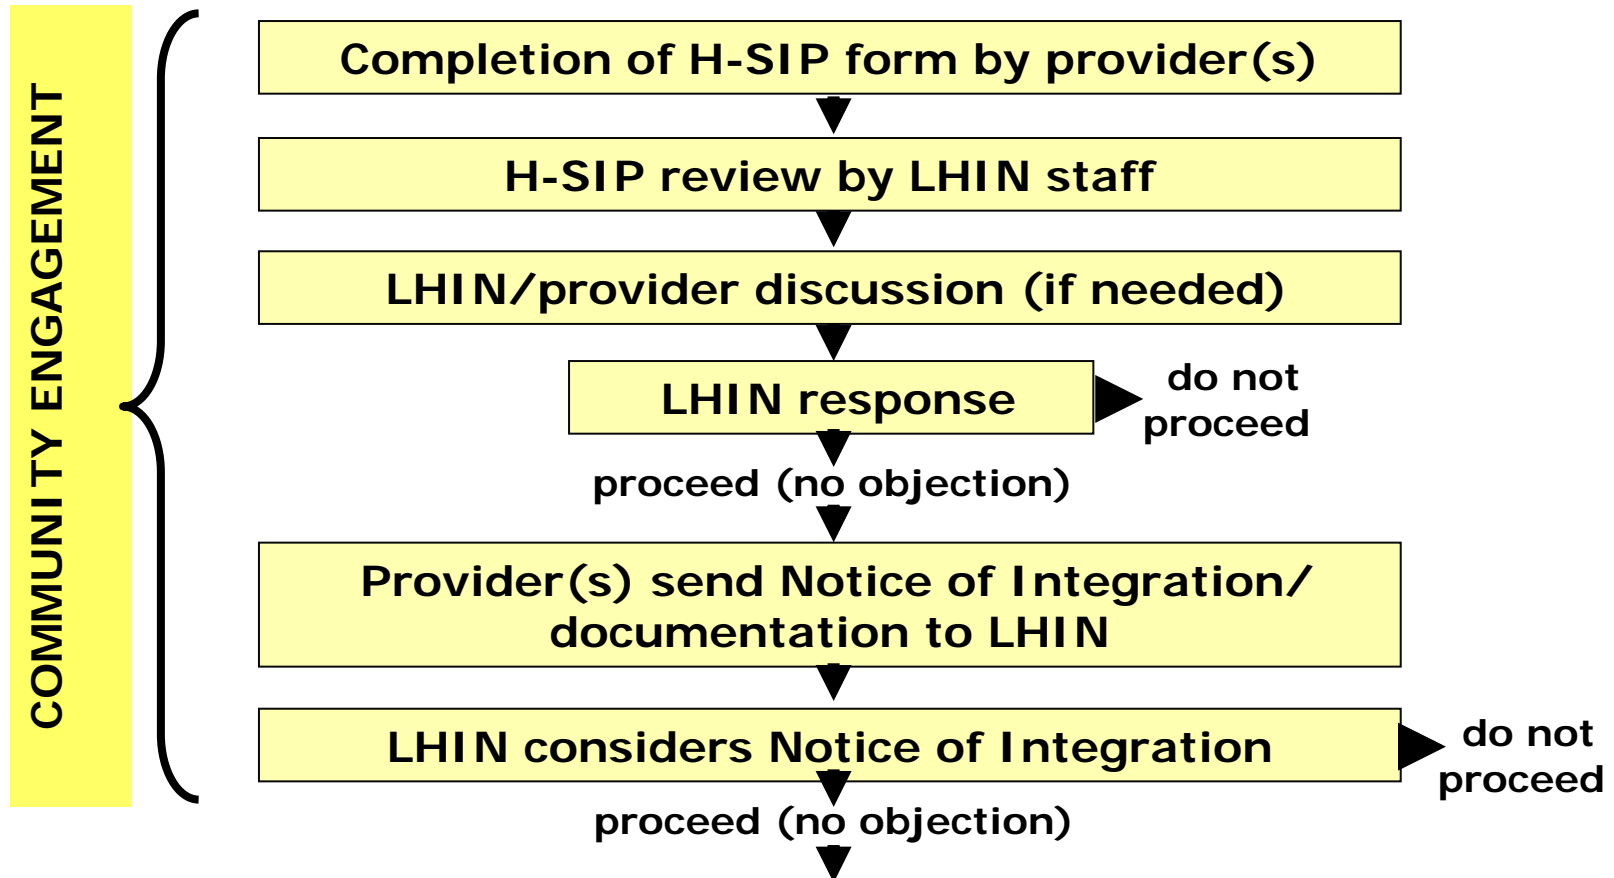 COMMUNITY ENGAGEMENT
Completion of H-SIP form by provider(s)
H-SIP review by LHIN staff
LHIN/provider discussion (if needed)
LHIN response
do not
proceed
proceed (no objection)
Provider(s) send Notice of Integration/
documentation to LHIN
LHIN considers Notice of Integration
do not
proceed
proceed (no objection)